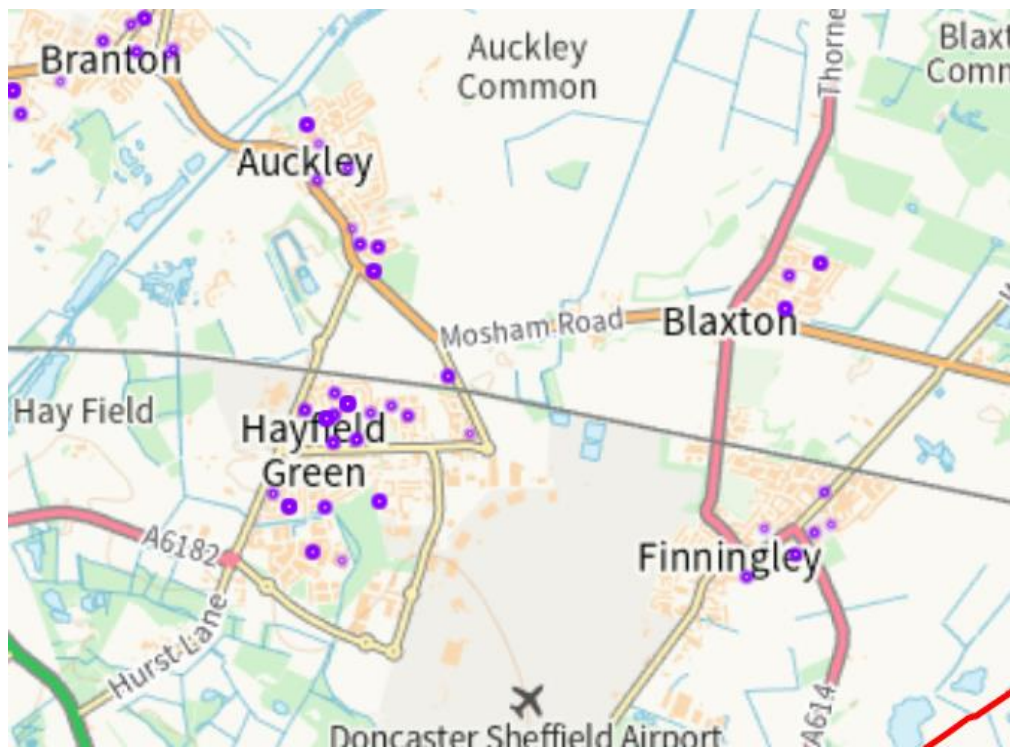 Branton
Auckley
Common
Thorne
Blaxt
Comm
Auckley
Mosham Road
Blaxton
Hay Field
Hayfield
Green
A6182
Finningley
Hurst Lane
A614
Doncaster Sheffield Airport